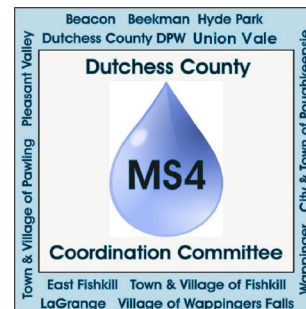 Beacon Beekman Hyde Park
Dutchess County DPW Union Vale
Town & Village of Pawling Pleasant Valley
Dutchess County
MS4
Coordination Committee
Wappinger City & Town of Poughkeepsie
East Fishkill Town & Village of Fishkill
LaGrange Village of Wappingers Falls